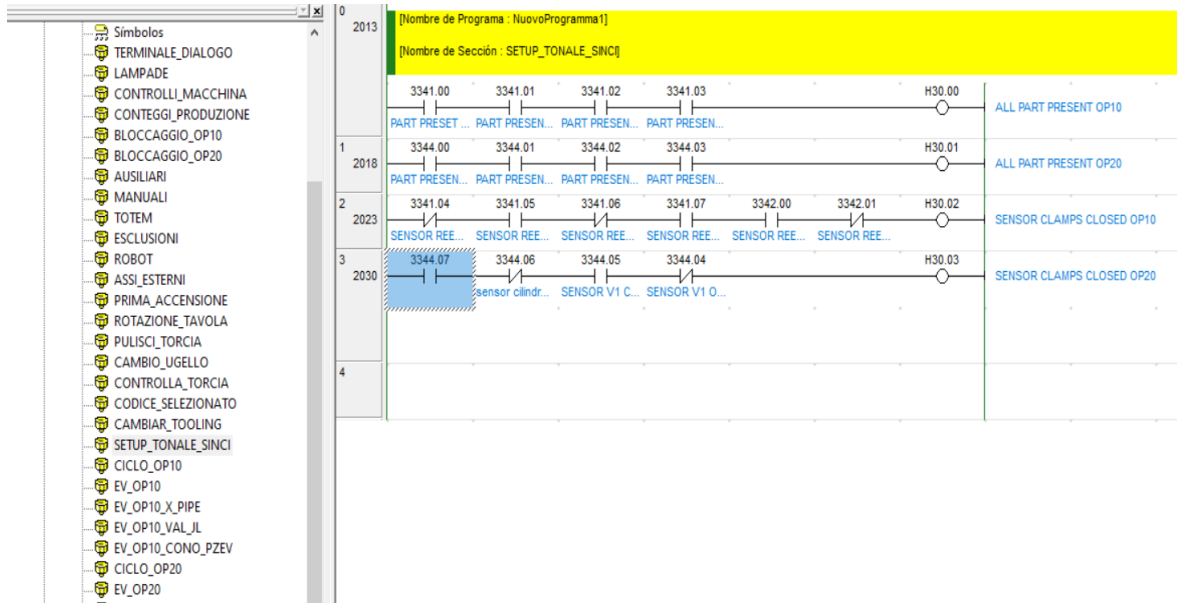 Símbolos
TERMINALE_DIALOGO
LAMPADE
CONTROLLI_MACCHINA
CONTEGGI_PRODUZIONE
BLOCCAGGIO_OP10
BLOCCAGGIO_OP20
AUSILIARI
MANUALI
TOTEM
ESCLUSIONI
ROBOT
ASSI_ESTERNI
PRIMA_ACCENSIONE
ROTAZIONE_TAVOLA
PULISCI_TORCIA
CAMBIO_UGELLO
CONTROLLA_TORCIA
CODICE_SELEZIONATO
CAMBIAR_TOOLING
SETUP_TONALE_SINCI
CICLO_OP10
EV_OP10
EV_OP10_X_PIPE
EV_OP10_VAL_JL
EV_OP10_CONO_PZEV
CICLO_OP20
EV_OP20
0
2013
[Nombre de Programa : NuovoProgramma1]
[Nombre de Sección : SETUP_TONALE_SINCI]
3341.00 3341.01 3341.02 3341.03 H30.00
ALL PART PRESENT OP10
PART PRESET ... PART PRESEN... PART PRESEN... PART PRESEN...
1
2018
3344.00 3344.01 3344.02 3344.03 H30.01
ALL PART PRESENT OP20
PART PRESEN... PART PRESEN... PART PRESEN... PART PRESEN...
2
2023
3341.04 3341.05 3341.06 3341.07 3342.00 3342.01 H30.02
SENSOR CLAMPS CLOSED OP10
SENSOR REE... SENSOR REE... SENSOR REE... SENSOR REE... SENSOR REE... SENSOR REE...
3
2030
3344.07 3344.06 3344.05 3344.04 H30.03
SENSOR CLAMPS CLOSED OP20
sensor cilindr... SENSOR V1 C... SENSOR V1 O...
4